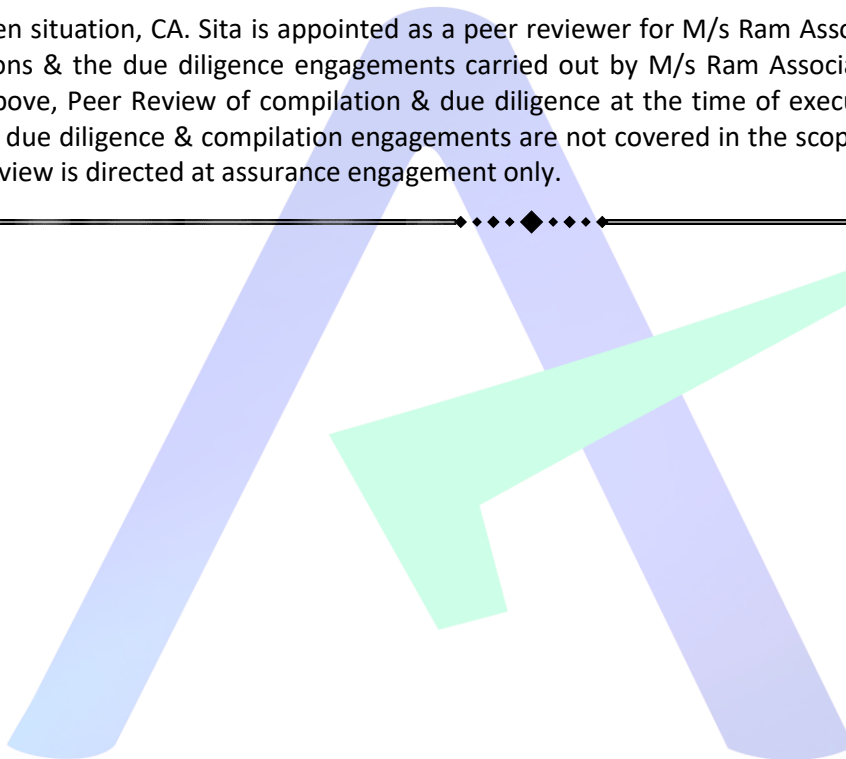 en situation, CA. Sita is appointed as a peer reviewer for M/s Ram Asso
ons & the due diligence engagements carried out by M/s Ram Associa
bove, Peer Review of compilation & due diligence at the time of execu
due diligence & compilation engagements are not covered in the scop
view is directed at assurance engagement only.